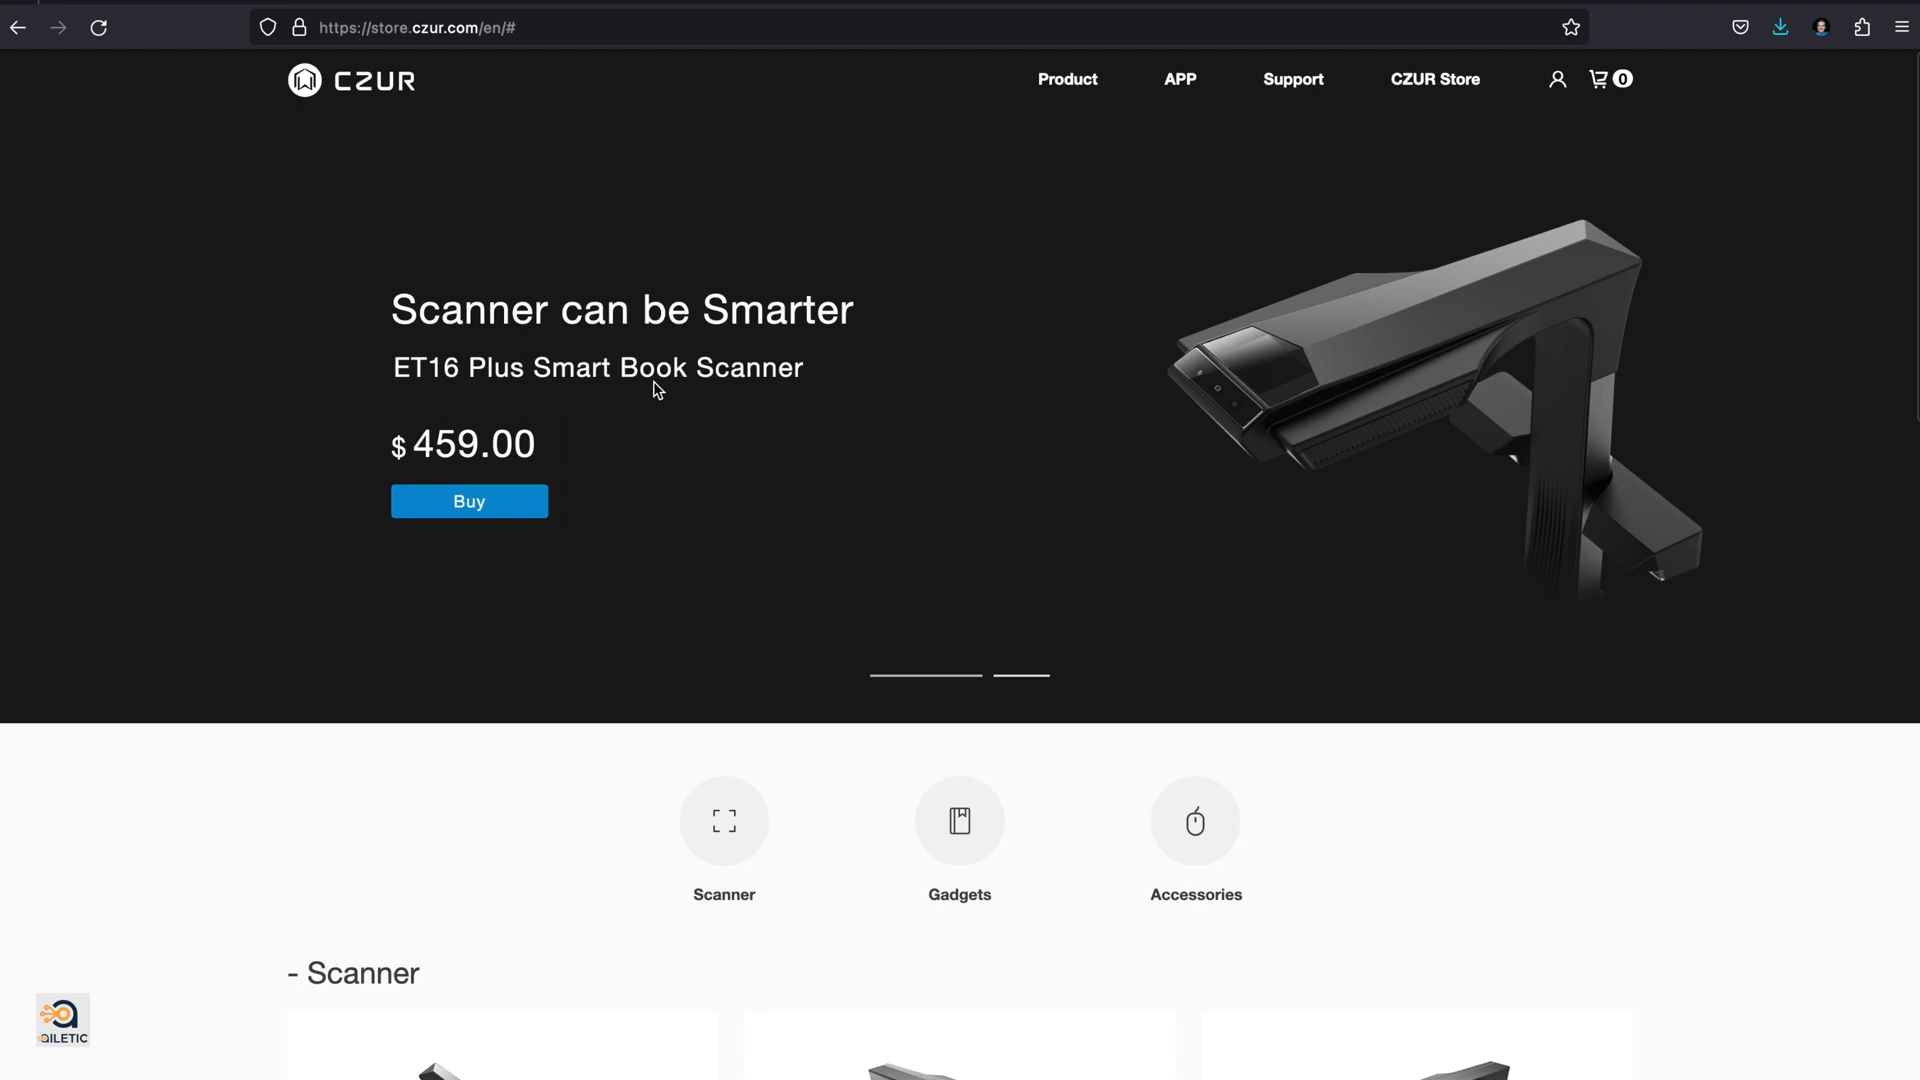 https://store.czur.com/en/#
CZUR
Product
APP
Support
CZUR Store
0
Scanner can be Smarter
ET16 Plus Smart Book Scanner
$ 459.00
Buy
Scanner
Gadgets
Accessories
- Scanner
AILETIC